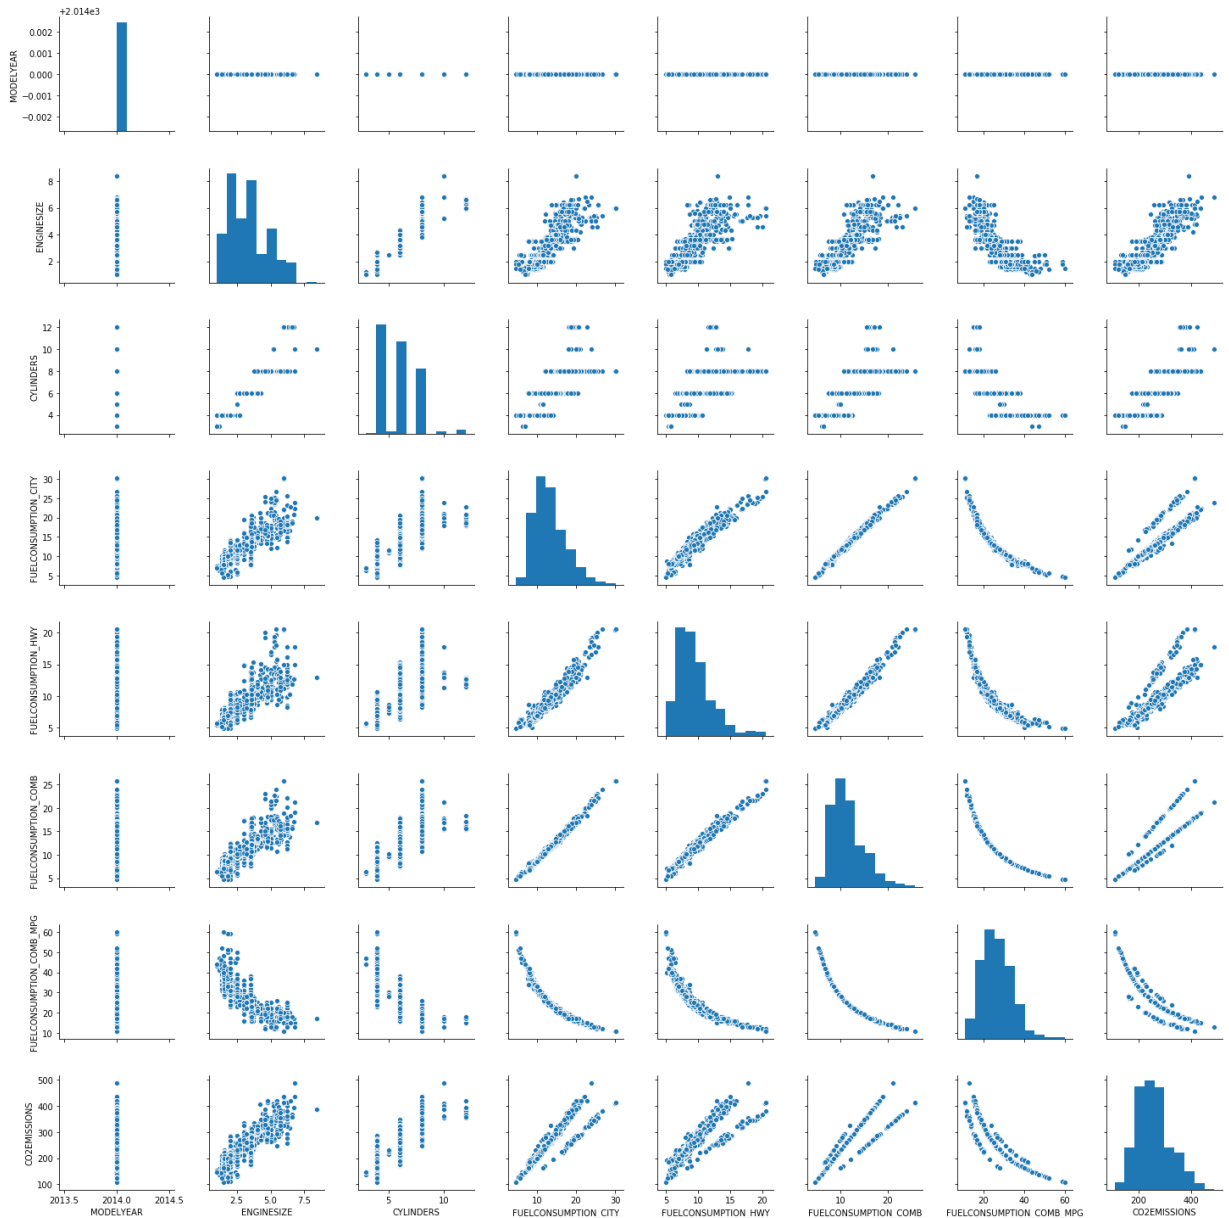 +2.014e3
0.002
0.001
0.000
−0.001
−0.002
MODELYEAR
8
6
4
2
ENGINESIZE
12
10
8
6
4
CYLINDERS
30
25
20
15
10
5
FUELCONSUMPTION_CITY
20
15
10
5
FUELCONSUMPTION_HWY
25
20
15
10
5
FUELCONSUMPTION_COMB
60
50
40
30
20
10
FUELCONSUMPTION_COMB_MPG
500
400
300
200
100
CO2EMISSIONS
2013.5 2014.0 2014.5
MODELYEAR
2.5 5.0 7.5
ENGINESIZE
5 10
CYLINDERS
10 20 30
FUELCONSUMPTION_CITY
5 10 15 20
FUELCONSUMPTION_HWY
10 20
FUELCONSUMPTION_COMB
20 40 60
FUELCONSUMPTION_COMB_MPG
200 400
CO2EMISSIONS